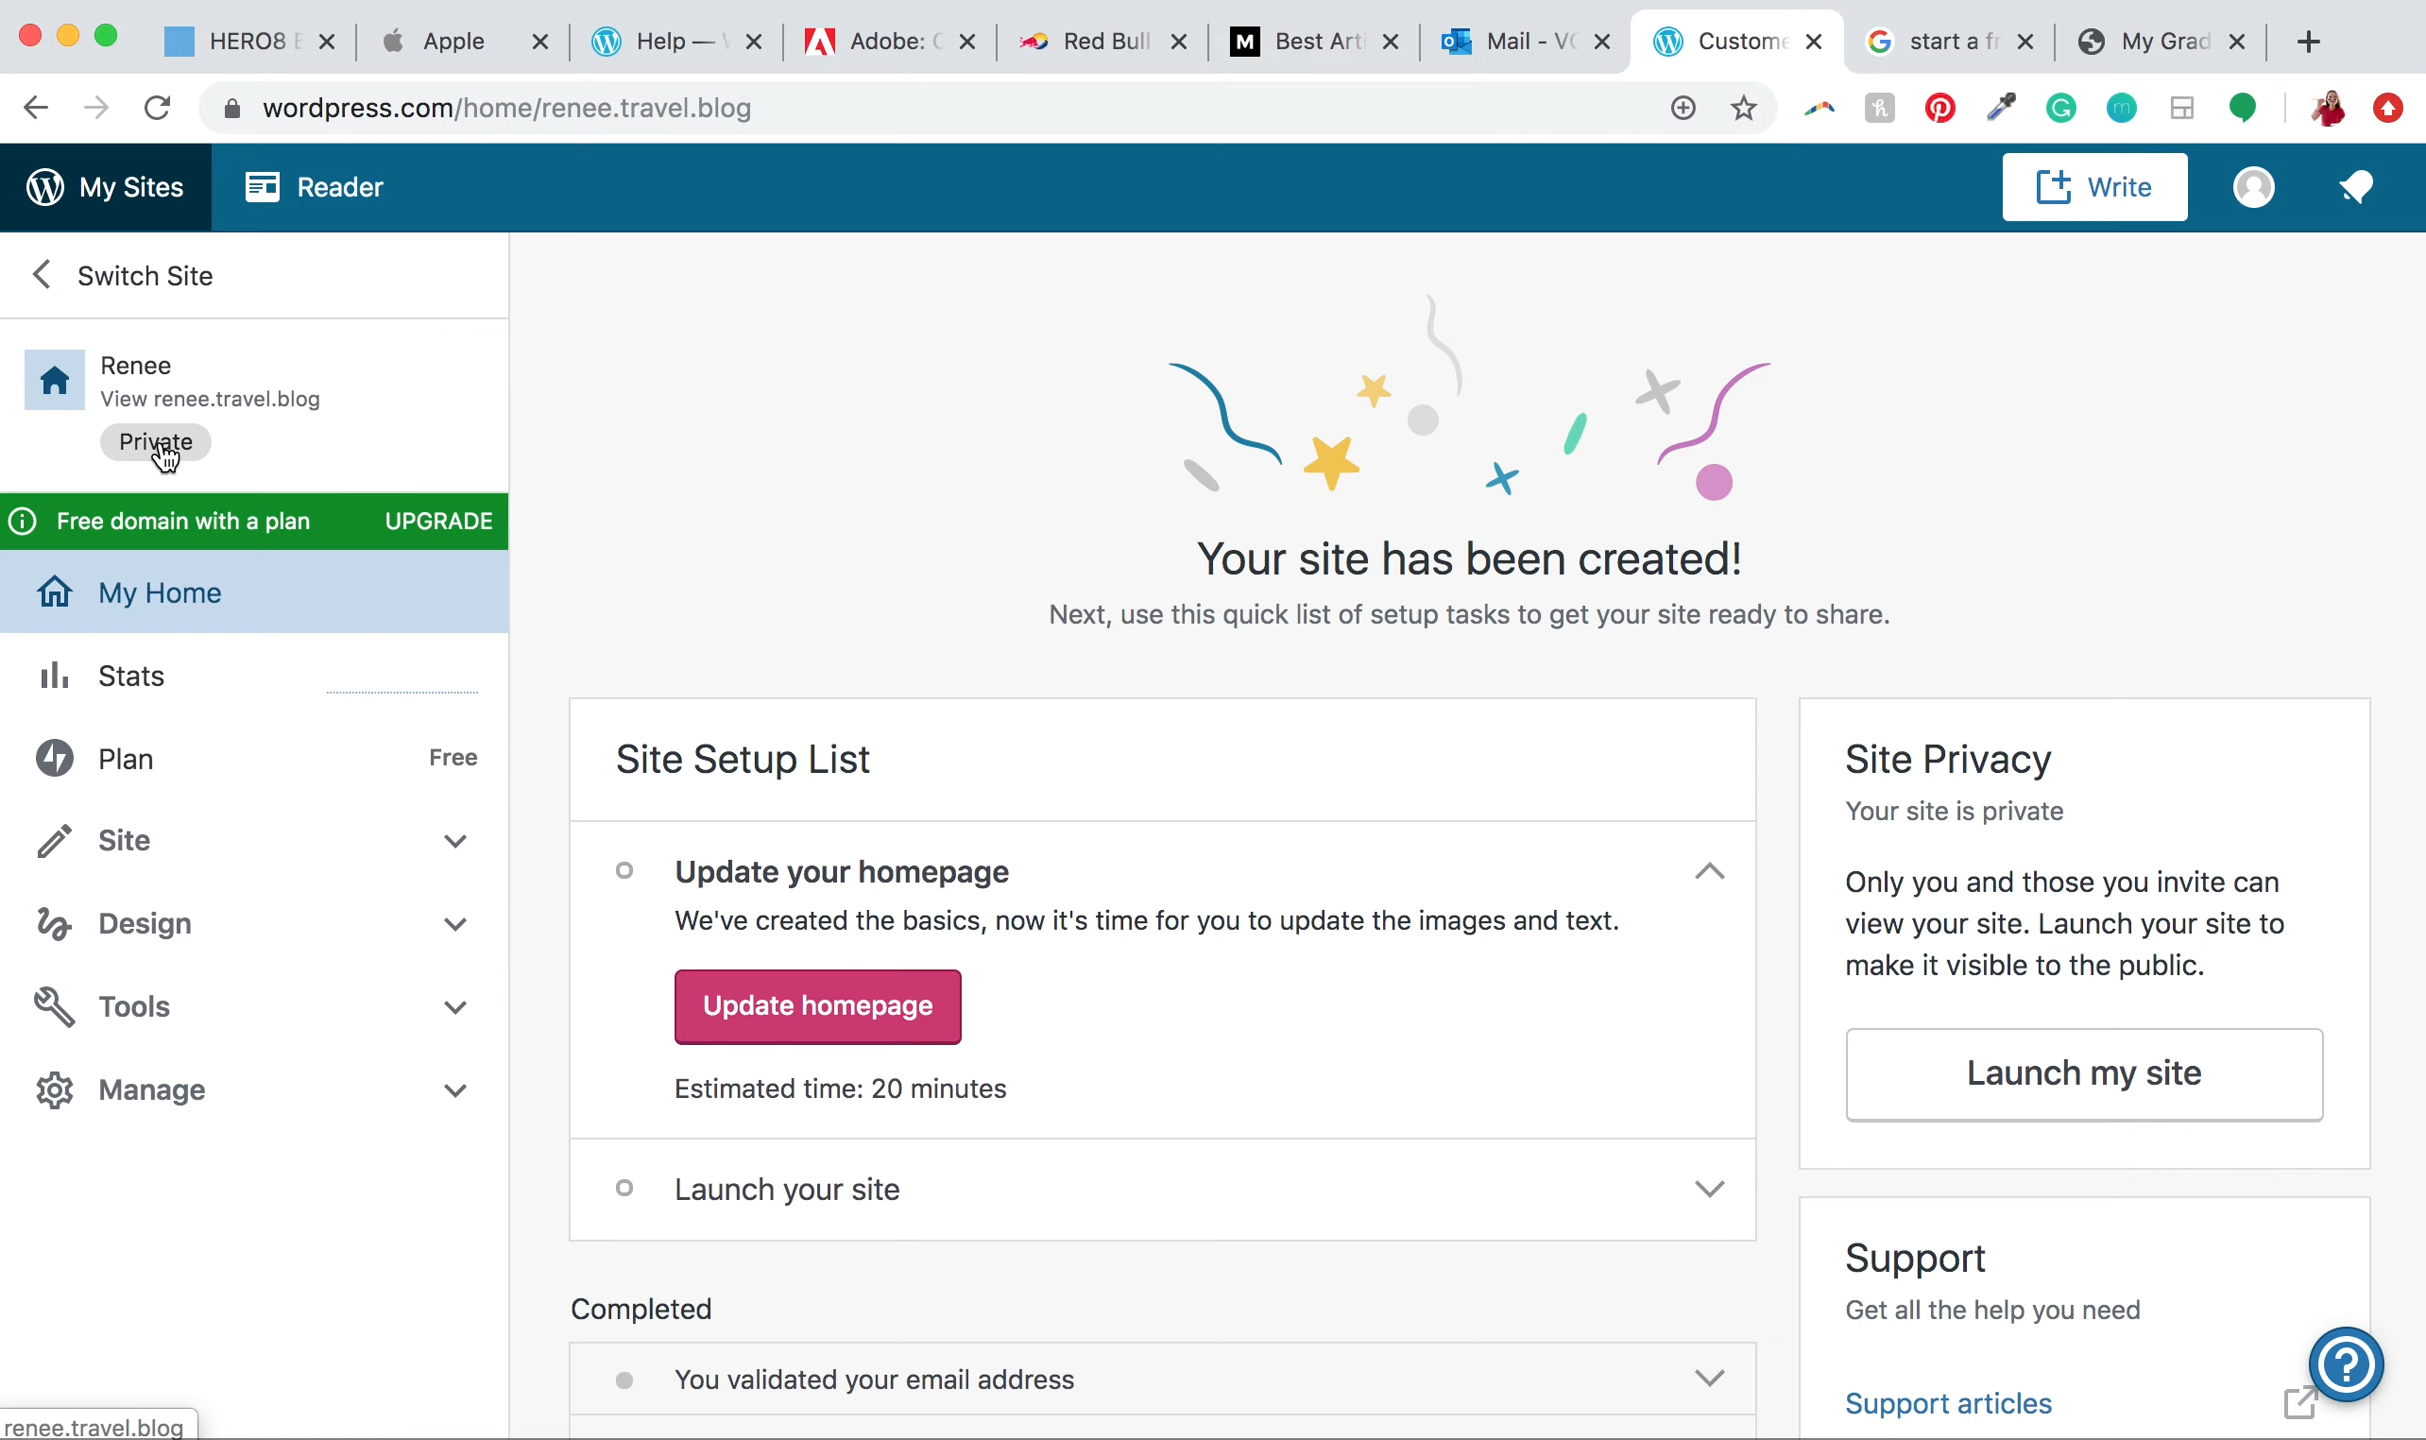 HERO8 Apple Help — Adobe: Red Bull M Best Arti Mail - Custome start a fr My Grad
wordpress.com/home/renee.travel.blog
My Sites Reader Write
Switch Site
Renee
View renee.travel.blog
Private
Free domain with a plan UPGRADE
My Home
Stats
Plan Free
Site
Design
Tools
Manage
renee.travel.blog
Your site has been created!
Next, use this quick list of setup tasks to get your site ready to share.
Site Setup List
Update your homepage
We've created the basics, now it's time for you to update the images and text.
Update homepage
Estimated time: 20 minutes
Launch your site
Completed
You validated your email address
Site Privacy
Your site is private
Only you and those you invite can
view your site. Launch your site to
make it visible to the public.
Launch my site
Support
Get all the help you need
Support articles